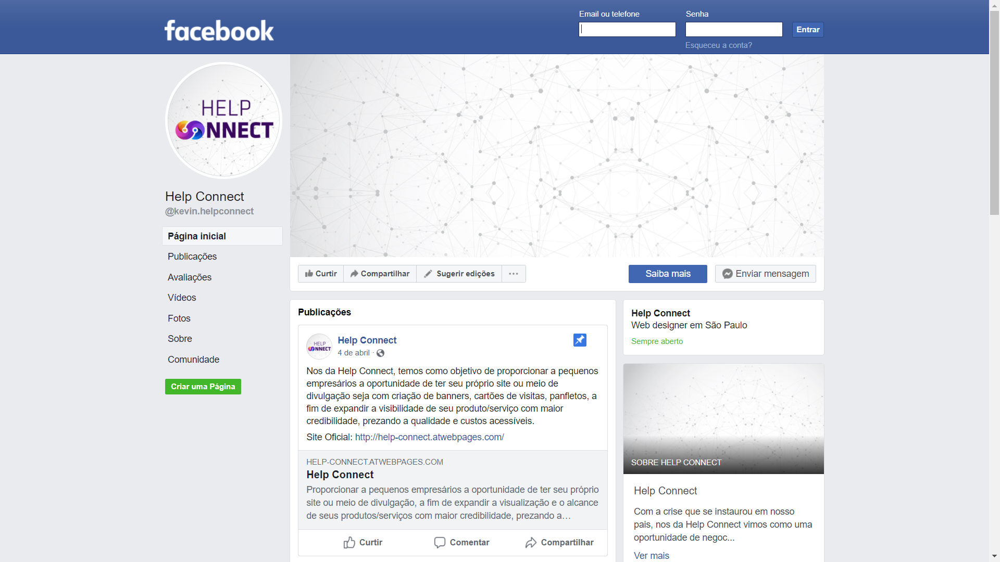 Email ou telefone
Senha
facebook
Entrar
Esqueceu a conta?
HELP
CONNECT
Help Connect
@kevin.helpconnect
Página inicial
Publicações
Avaliações
Vídeos
Fotos
Sobre
Comunidade
Criar uma Página
Curtir
Compartilhar
Sugerir edições
Saiba mais
Enviar mensagem
Publicações
HELP
CONNECT
Help Connect
4 de abril ·
Nos da Help Connect, temos como objetivo de proporcionar a pequenos
empresários a oportunidade de ter seu próprio site ou meio de
divulgação seja com criação de banners, cartões de visitas, panfletos, a
fim de expandir a visibilidade de seu produto/serviço com maior
credibilidade, prezando a qualidade e custos acessíveis.
Site Oficial: http://help-connect.atwebpages.com/
HELP-CONNECT.ATWEBPAGES.COM
Help Connect
Proporcionar a pequenos empresários a oportunidade de ter seu próprio
site ou meio de divulgação, a fim de expandir a visualização e o alcance
de seus produtos/serviços com maior credibilidade, prezando a…
Curtir
Comentar
Compartilhar
Help Connect
Web designer em São Paulo
Sempre aberto
SOBRE HELP CONNECT
Help Connect
Com a crise que se instaurou em nosso
pais, nos da Help Connect vimos como uma
oportunidade de negoc...
Ver mais